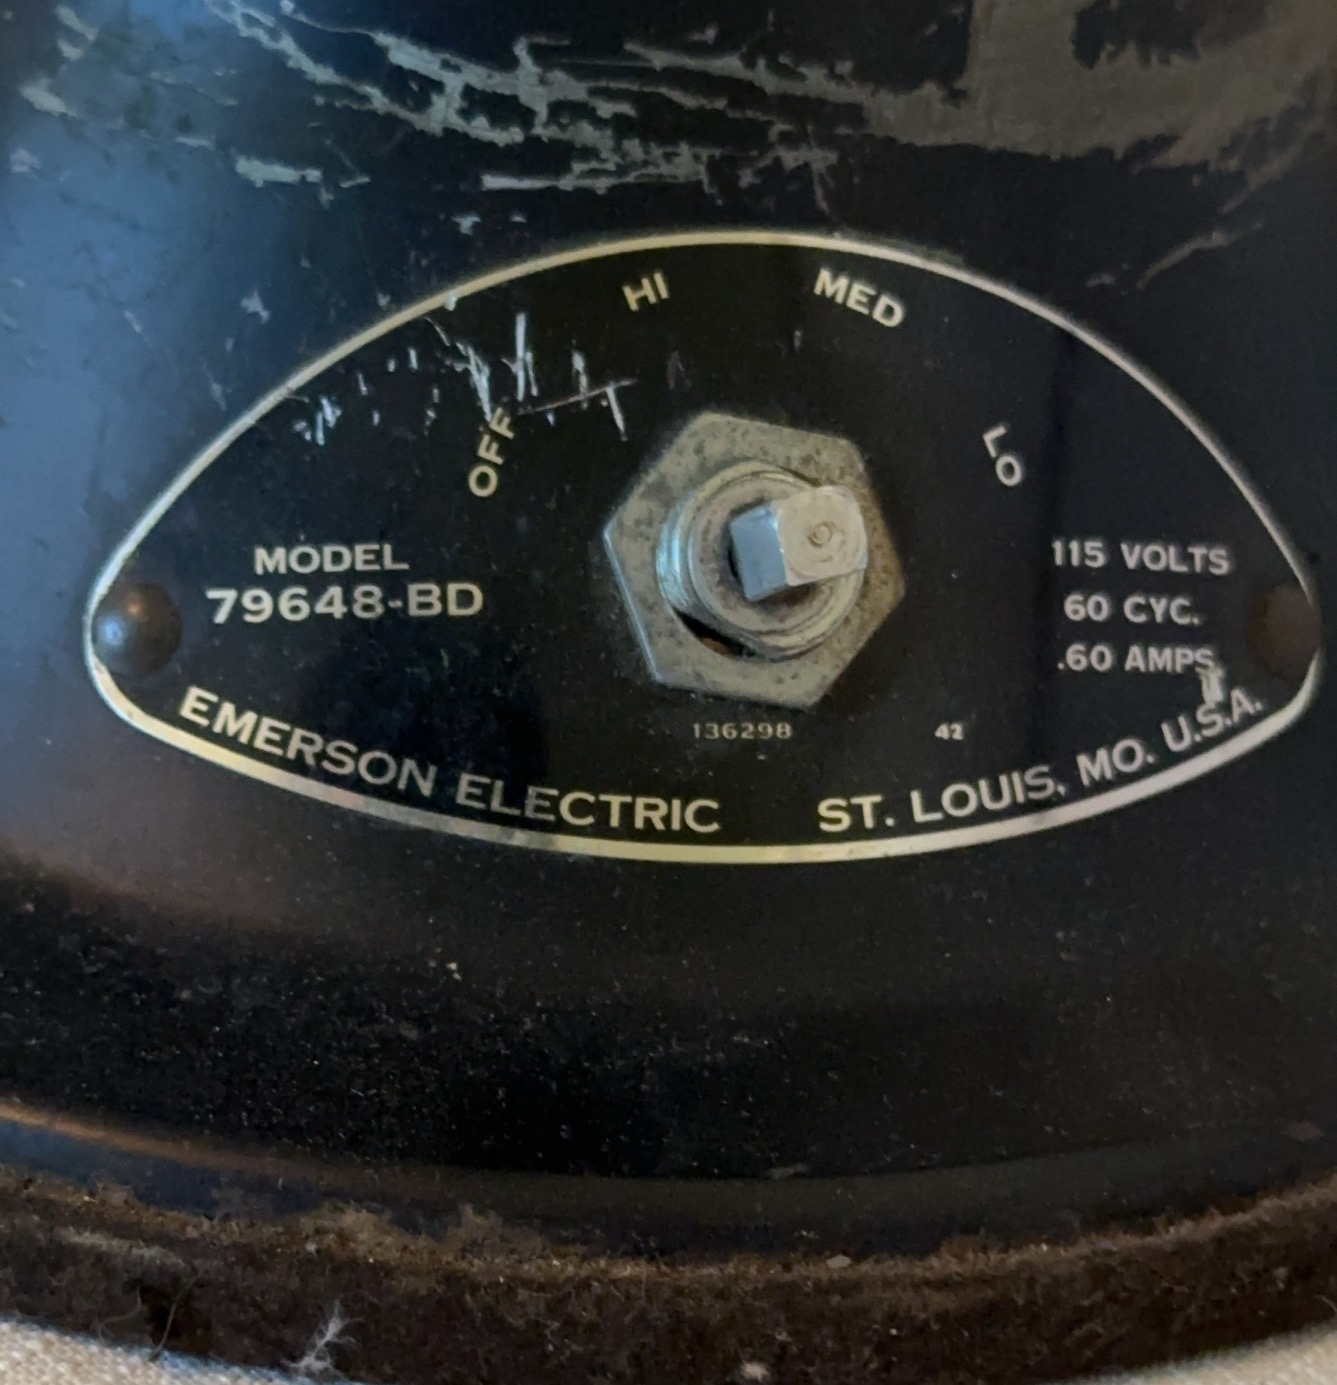 HI
MED
OFF
LO
MODEL
79648-BD
115 VOLTS
60 CYC.
.60 AMPS.
136298
42
EMERSON ELECTRIC ST. LOUIS, MO. U.S.A.